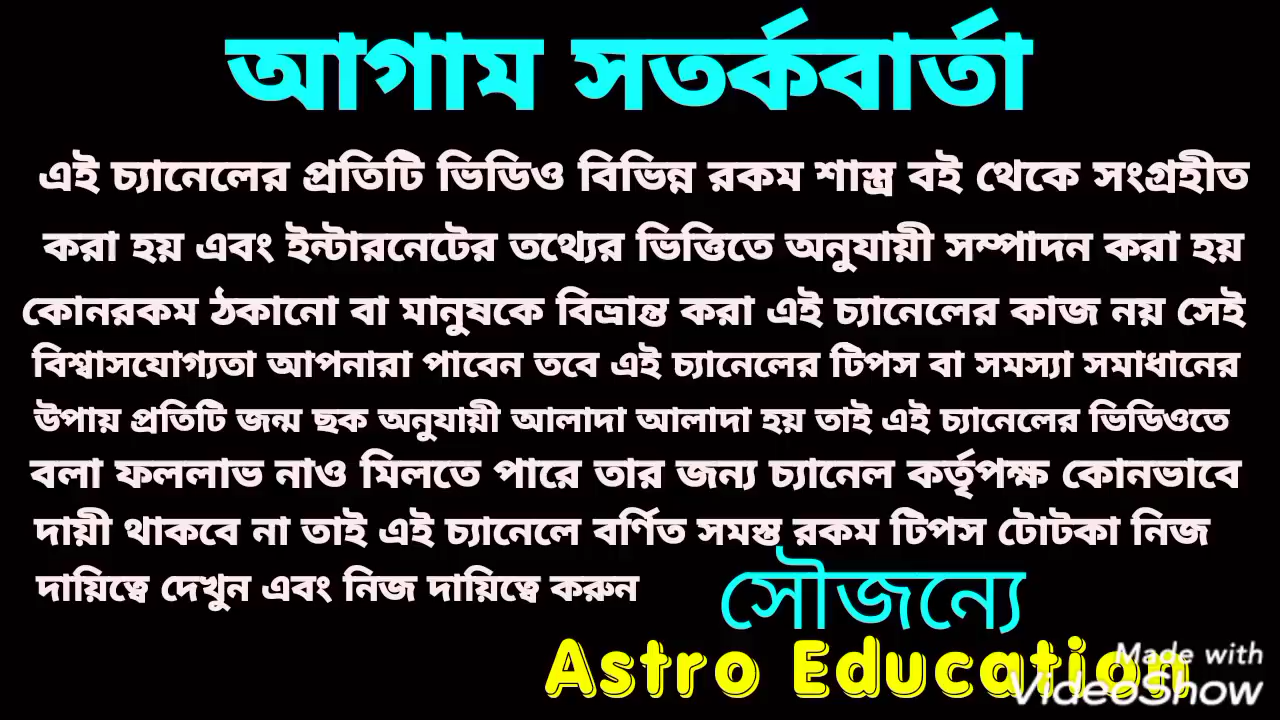 আগাম সতর্কবার্তা
এই চ্যানেলের প্রতিটি ভিডিও বিভিন্ন রকম শাস্ত্র বই থেকে সংগ্রহীত
করা হয় এবং ইন্টারনেটের তথ্যের ভিত্তিতে অনুযায়ী সম্পাদন করা হয়
কোনরকম ঠকানো বা মানুষকে বিভ্রান্ত করা এই চ্যানেলের কাজ নয় সেই
বিশ্বাসযোগ্যতা আপনারা পাবেন তবে এই চ্যানেলের টিপস বা সমস্যা সমাধানের
উপায় প্রতিটি জন্ম ছক অনুযায়ী আলাদা আলাদা হয় তাই এই চ্যানেলের ভিডিওতে
বলা ফললাভ নাও মিলতে পারে তার জন্য চ্যানেল কর্তৃপক্ষ কোনভাবে
দায়ী থাকবে না তাই এই চ্যানেলে বর্ণিত সমস্ত রকম টিপস টোটকা নিজ
দায়িত্বে দেখুন এবং নিজ দায়িত্বে করুন
সৌজন্যে
Astro Education
Made with
VideoShow